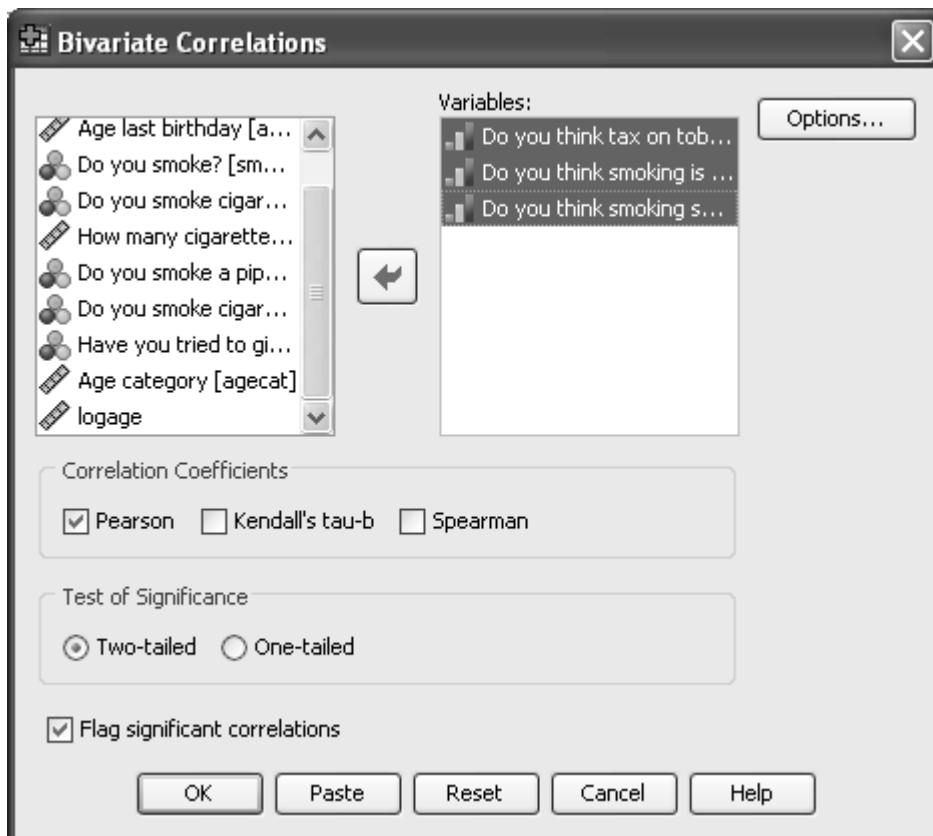 Bivariate Correlations
Age last birthday [a...
Do you smoke? [sm...
Do you smoke cigar...
How many cigarette...
Do you smoke a pip...
Do you smoke cigar...
Have you tried to gi...
Age category [agecat]
logage
Variables:
Do you think tax on tob...
Do you think smoking is ...
Do you think smoking s...
Options...
Correlation Coefficients
Pearson Kendall's tau-b Spearman
Test of Significance
Two-tailed One-tailed
Flag significant correlations
OK Paste Reset Cancel Help